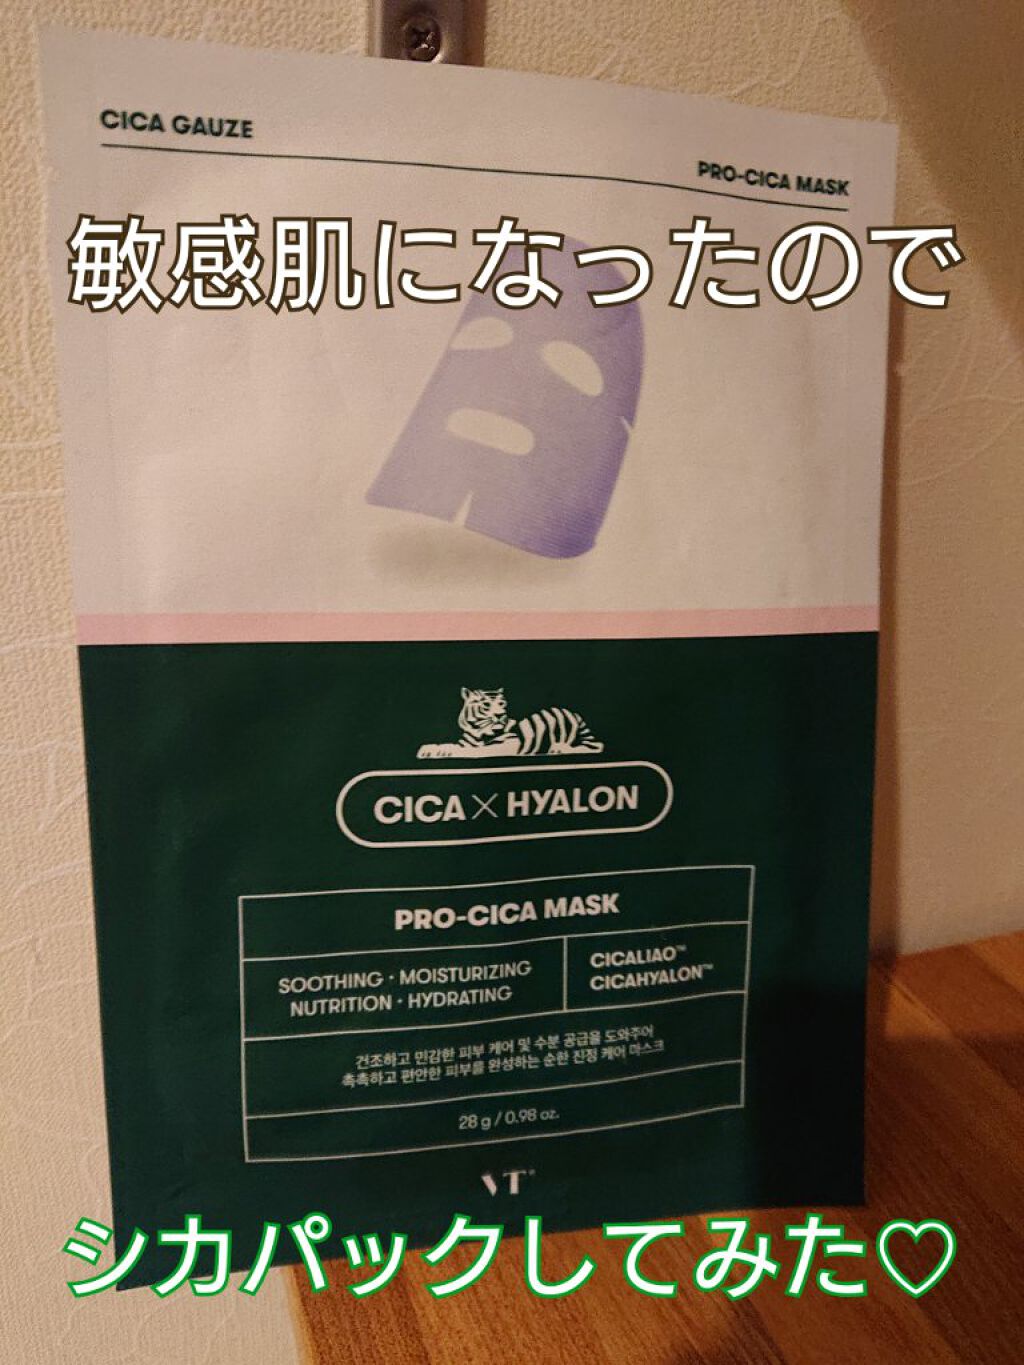 CICA GAUZE
PRO-CICA MASK
敏感肌になったので
CICA×HYALON
PRO-CICA MASK
SOOTHING・MOISTURIZING
NUTRITION・HYDRATING
CICALIAO™
CICAHYALON™
건조하고 민감한 피부 케어 및 수분 공급을 도와주어
촉촉하고 편안한 피부를 완성하는 순한 진정 케어 마스크
28 g / 0.98 oz.
VT®
シカパックしてみた♡